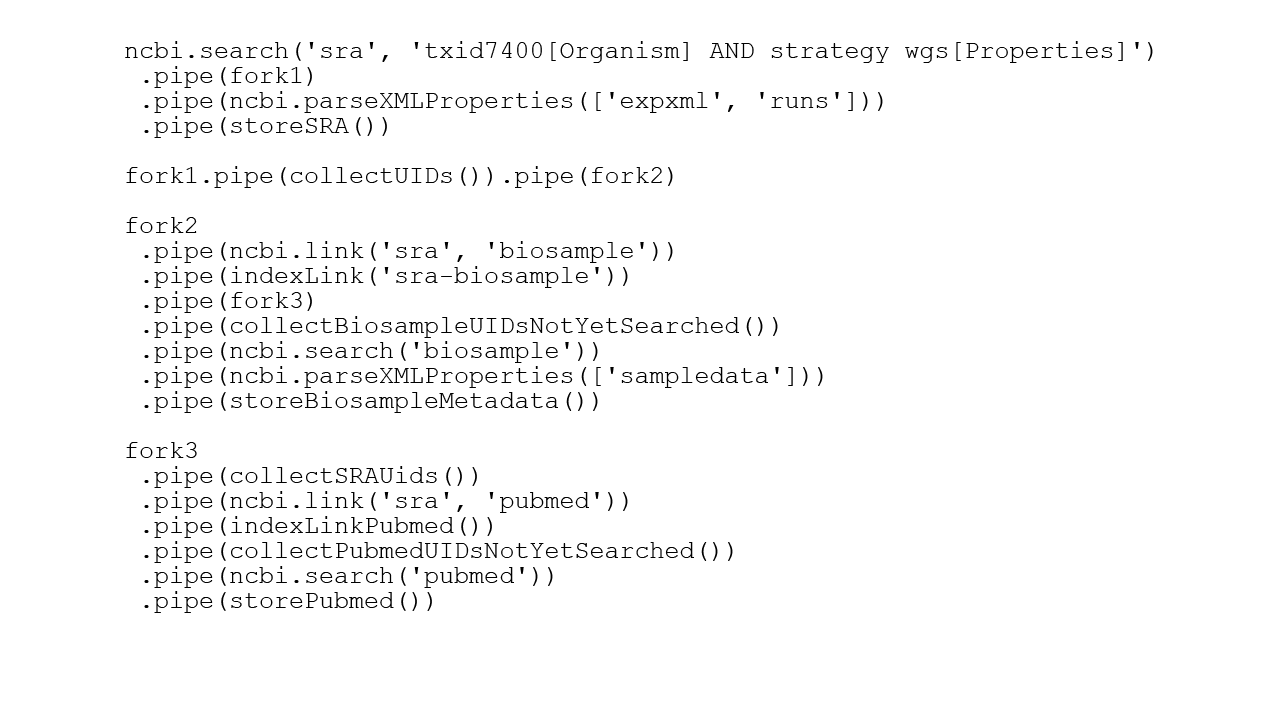 ncbi.search('sra', 'txid7400[Organism] AND strategy wgs[Properties]')
.pipe(fork1)
.pipe(ncbi.parseXMLProperties(['expxml', 'runs']))
.pipe(storeSRA())
fork1.pipe(collectUIDs()).pipe(fork2)
fork2
.pipe(ncbi.link('sra', 'biosample'))
.pipe(indexLink('sra-biosample'))
.pipe(fork3)
.pipe(collectBiosampleUIDsNotYetSearched())
.pipe(ncbi.search('biosample'))
.pipe(ncbi.parseXMLProperties(['sampledata']))
.pipe(storeBiosampleMetadata())
fork3
.pipe(collectSRAUids())
.pipe(ncbi.link('sra', 'pubmed'))
.pipe(indexLinkPubmed())
.pipe(collectPubmedUIDsNotYetSearched())
.pipe(ncbi.search('pubmed'))
.pipe(storePubmed())